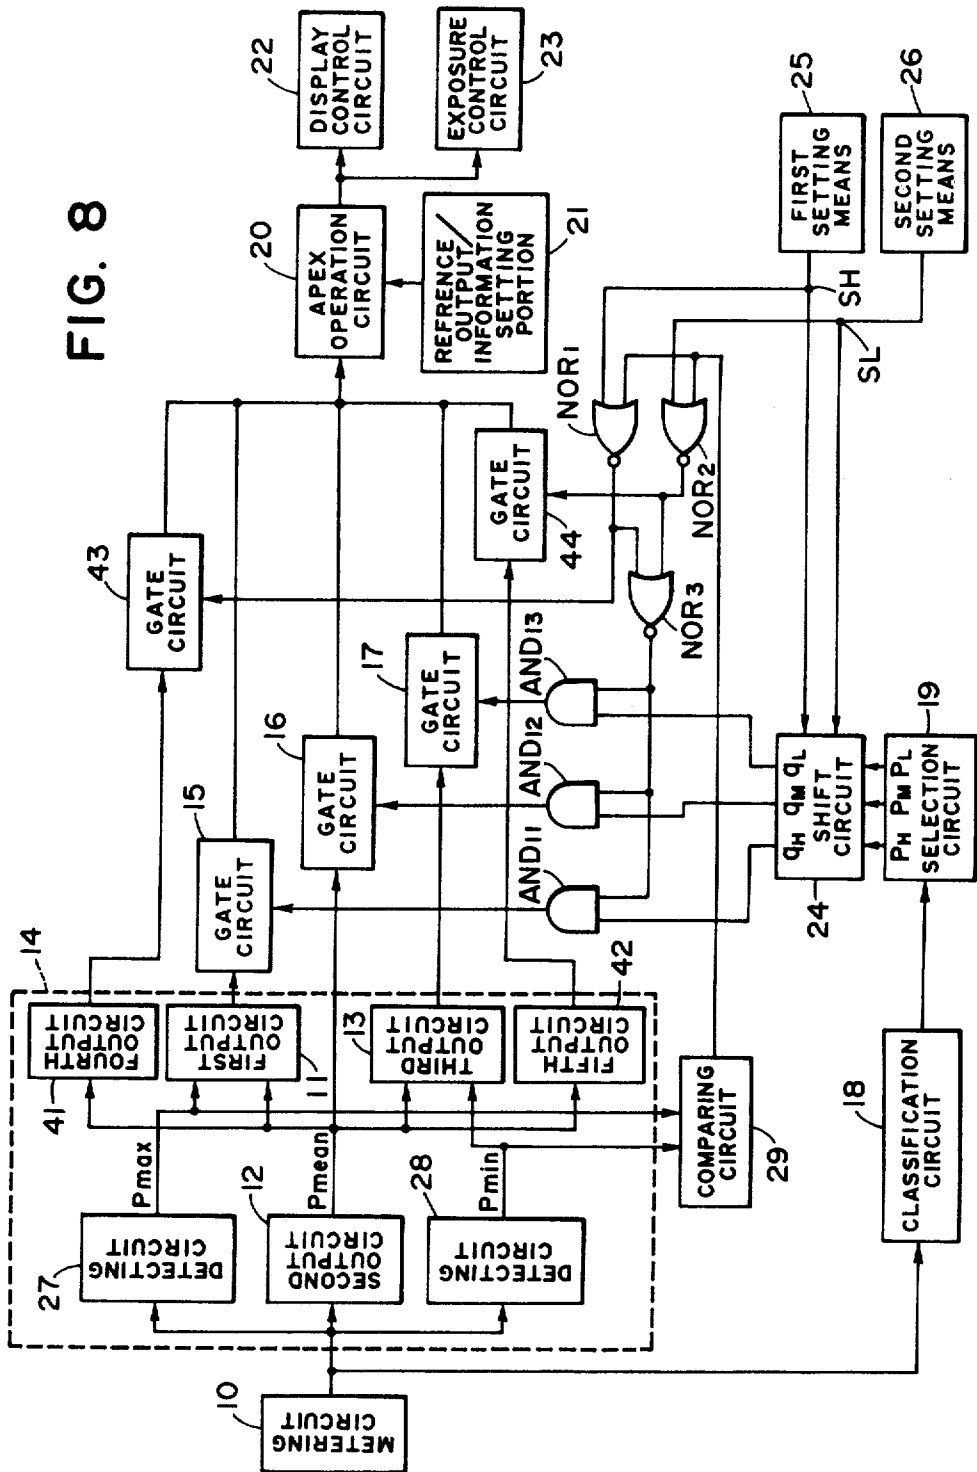 FIG. 8
METERING
CIRCUIT
10
14
27
DETECTING
CIRCUIT
Pmax
12
SECOND
OUTPUT
CIRCUIT
Pmean
28
DETECTING
CIRCUIT
Pmin
41
FOURTH
OUTPUT
CIRCUIT
FIRST
OUTPUT
CIRCUIT
11
13
THIRD
OUTPUT
CIRCUIT
FIFTH
OUTPUT
CIRCUIT
42
COMPARING
CIRCUIT
29
18
CLASSIFICATION
CIRCUIT
15
GATE
CIRCUIT
16
GATE
CIRCUIT
17
GATE
CIRCUIT
43
GATE
CIRCUIT
GATE
CIRCUIT
44
AND11
AND12
AND13
NOR1
NOR2
NOR3
qH qM qL
SHIFT
CIRCUIT
24
PH PM PL
SELECTION
CIRCUIT
19
20
APEX
OPERATION
CIRCUIT
REFRENCE
OUTPUT/
INFORMATION
SETTING
PORTION
21
22
DISPLAY
CONTROL
CIRCUIT
EXPOSURE
CONTROL
CIRCUIT
23
FIRST
SETTING
MEANS
25
SECOND
SETTING
MEANS
26
SH
SL